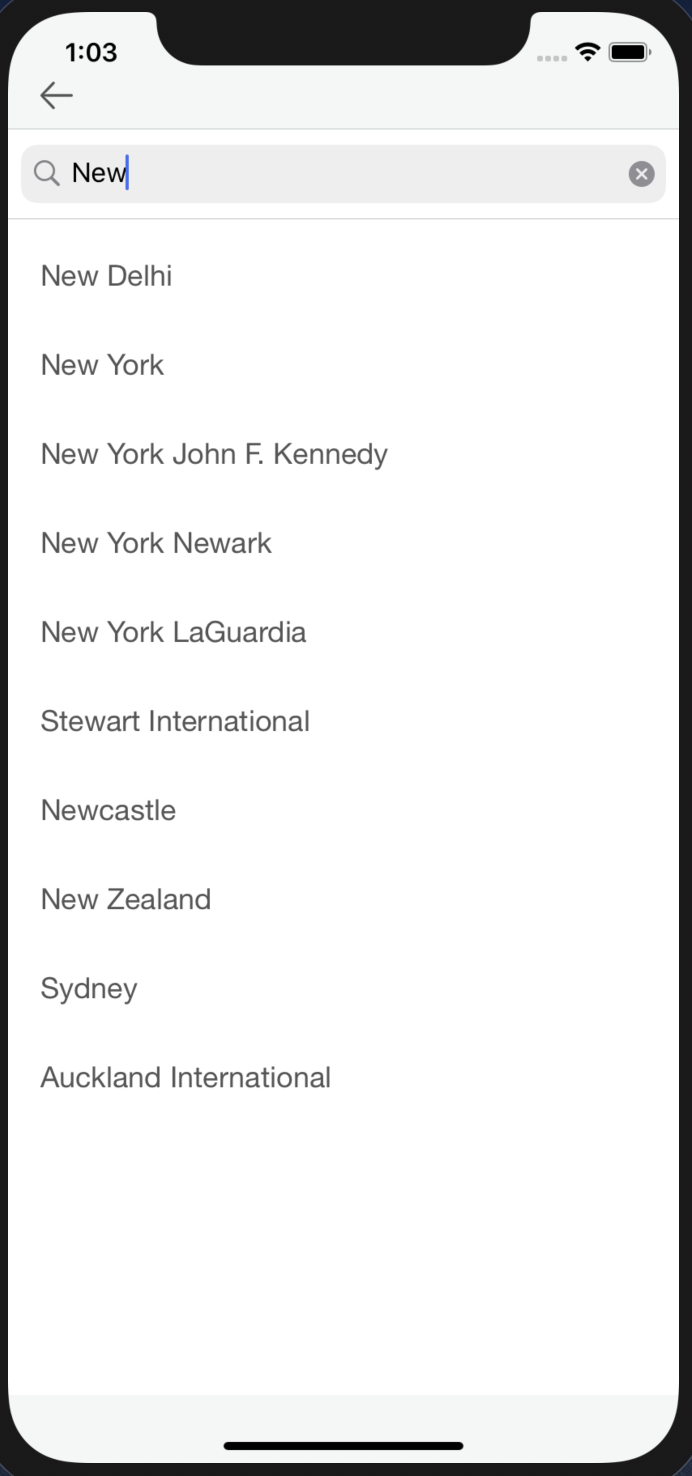 1:03
New
New Delhi
New York
New York John F. Kennedy
New York Newark
New York LaGuardia
Stewart International
Newcastle
New Zealand
Sydney
Auckland International